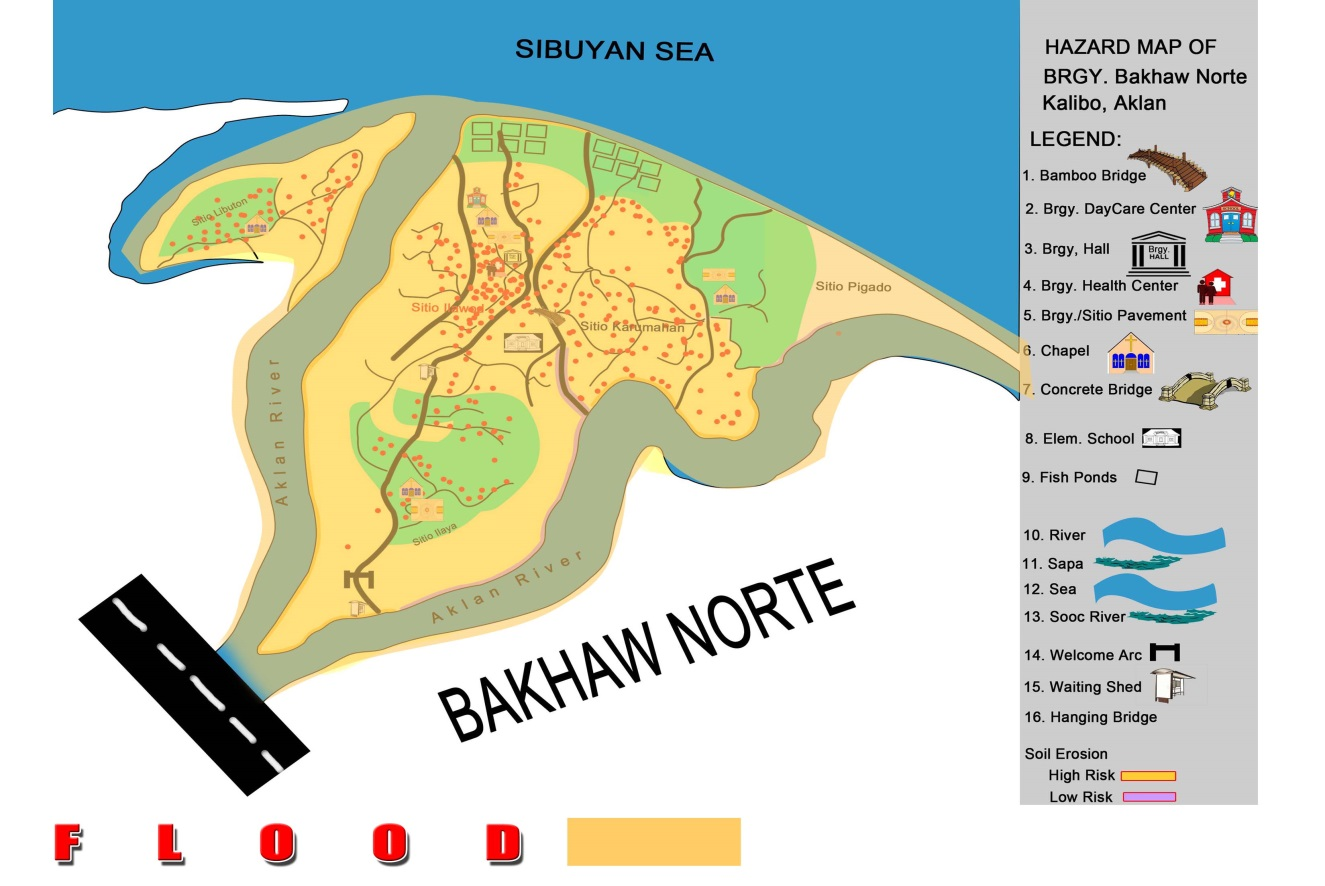 SIBUYAN SEA
HAZARD MAP OF
BRGY. Bakhaw Norte
Kalibo, Aklan
LEGEND:
1. Bamboo Bridge
2. Brgy. DayCare Center
SCHOOL
3. Brgy, Hall
Brgy.
HALL
4. Brgy. Health Center
5. Brgy./Sitio Pavement
6. Chapel
7. Concrete Bridge
8. Elem. School
9. Fish Ponds
10. River
11. Sapa
12. Sea
13. Sooc River
14. Welcome Arc
15. Waiting Shed
16. Hanging Bridge
Soil Erosion
High Risk
Low Risk
Sitio Libuton
Sitio Pigado
Sitio Ilawod
Sitio Karumahan
Aklan River
Sitio Ilaya
Aklan River
BAKHAW NORTE
FLOOD